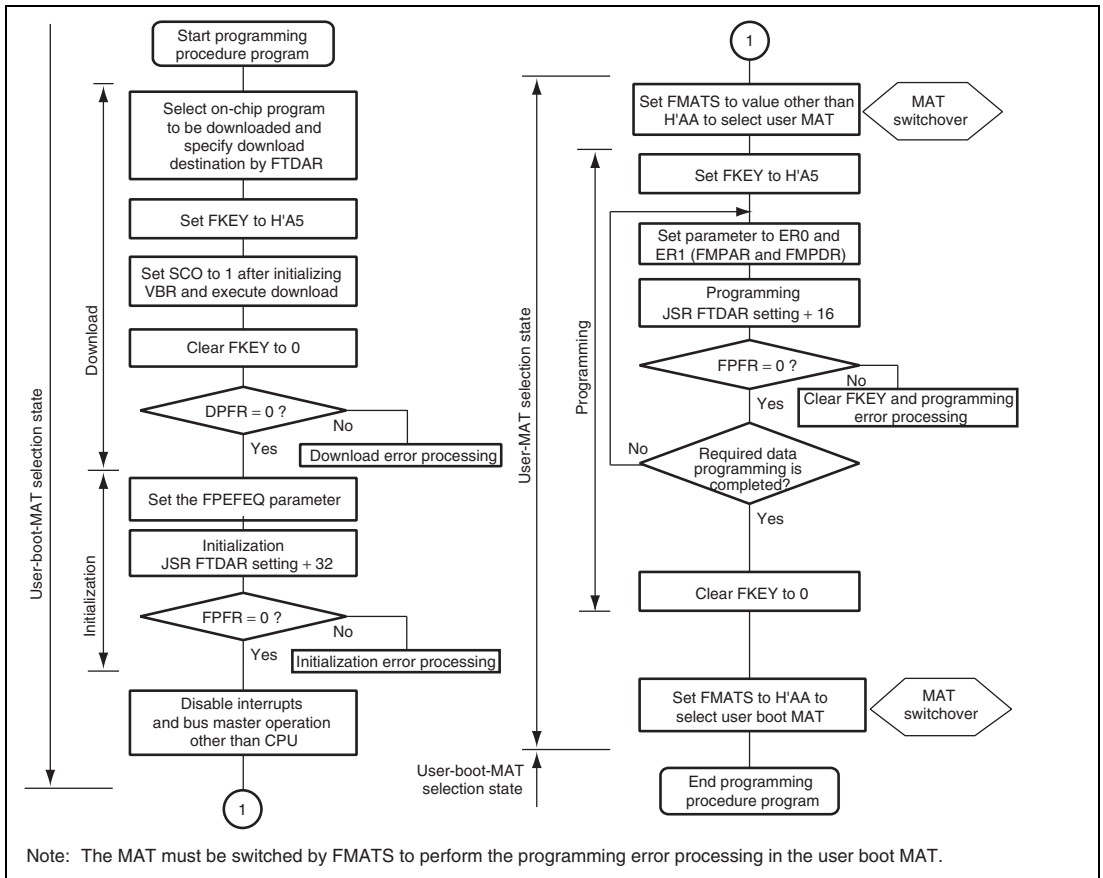 Start programming
procedure program
Select on-chip program
to be downloaded and
specify download
destination by FTDAR
Set FKEY to H'A5
Set SCO to 1 after initializing
VBR and execute download
Clear FKEY to 0
DPFR = 0 ?
No
Yes
Download error processing
Set the FPEFEQ parameter
Initialization
JSR FTDAR setting + 32
FPFR = 0 ?
No
Yes
Initialization error processing
Disable interrupts
and bus master operation
other than CPU
1
Download
Initialization
User-boot-MAT selection state
1
Set FMATS to value other than
H'AA to select user MAT
MAT
switchover
Set FKEY to H'A5
Set parameter to ER0 and
ER1 (FMPAR and FMPDR)
Programming
JSR FTDAR setting + 16
FPFR = 0 ?
No
Yes
Clear FKEY and programming
error processing
No
Required data
programming is
completed?
Yes
Clear FKEY to 0
Set FMATS to H'AA to
select user boot MAT
MAT
switchover
End programming
procedure program
Programming
User-MAT selection state
User-boot-MAT
selection state
Note: The MAT must be switched by FMATS to perform the programming error processing in the user boot MAT.